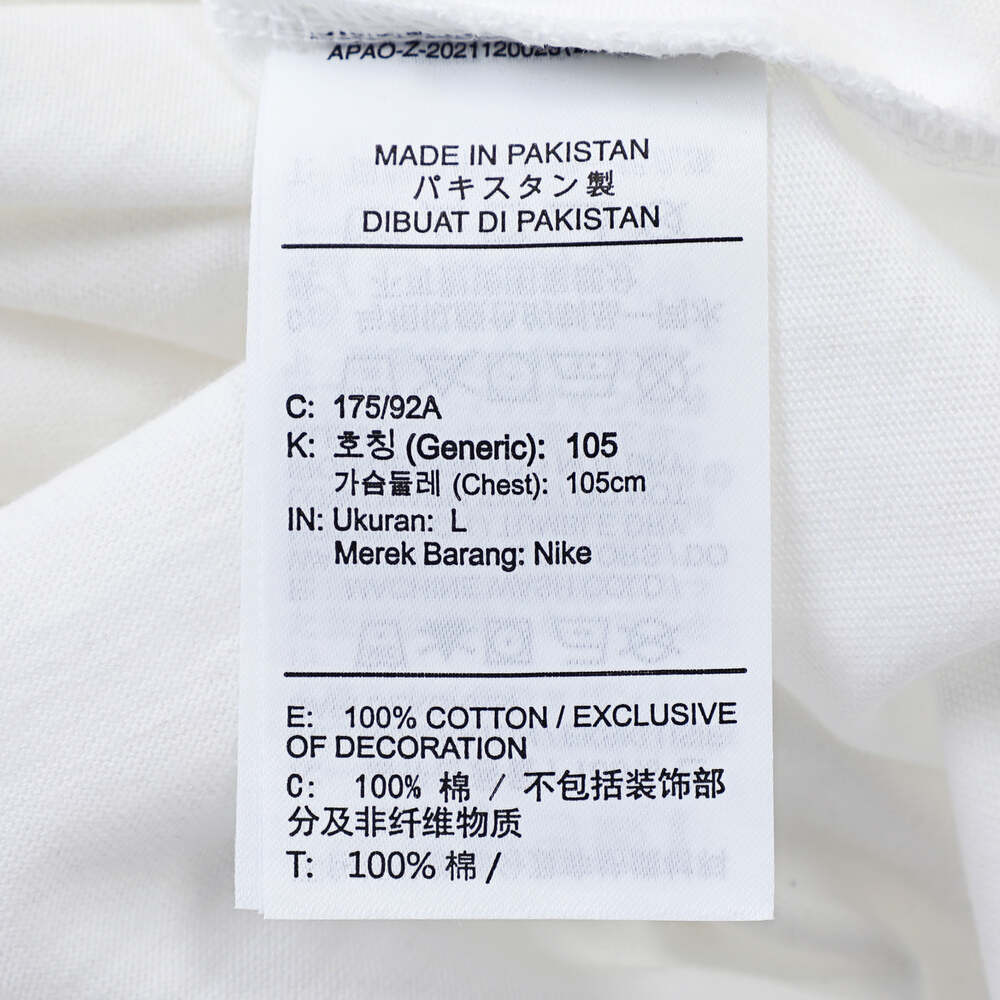 MADE IN PAKISTAN
パキスタン製
DIBUAT DI PAKISTAN
C: 175/92A
K: 호칭 (Generic): 105
가슴둘레 (Chest): 105cm
IN: Ukuran: L
Merek Barang: Nike
E: 100% COTTON / EXCLUSIVE
OF DECORATION
C: 100% 棉 / 不包括装饰部
分及非纤维物质
T: 100% 棉 /